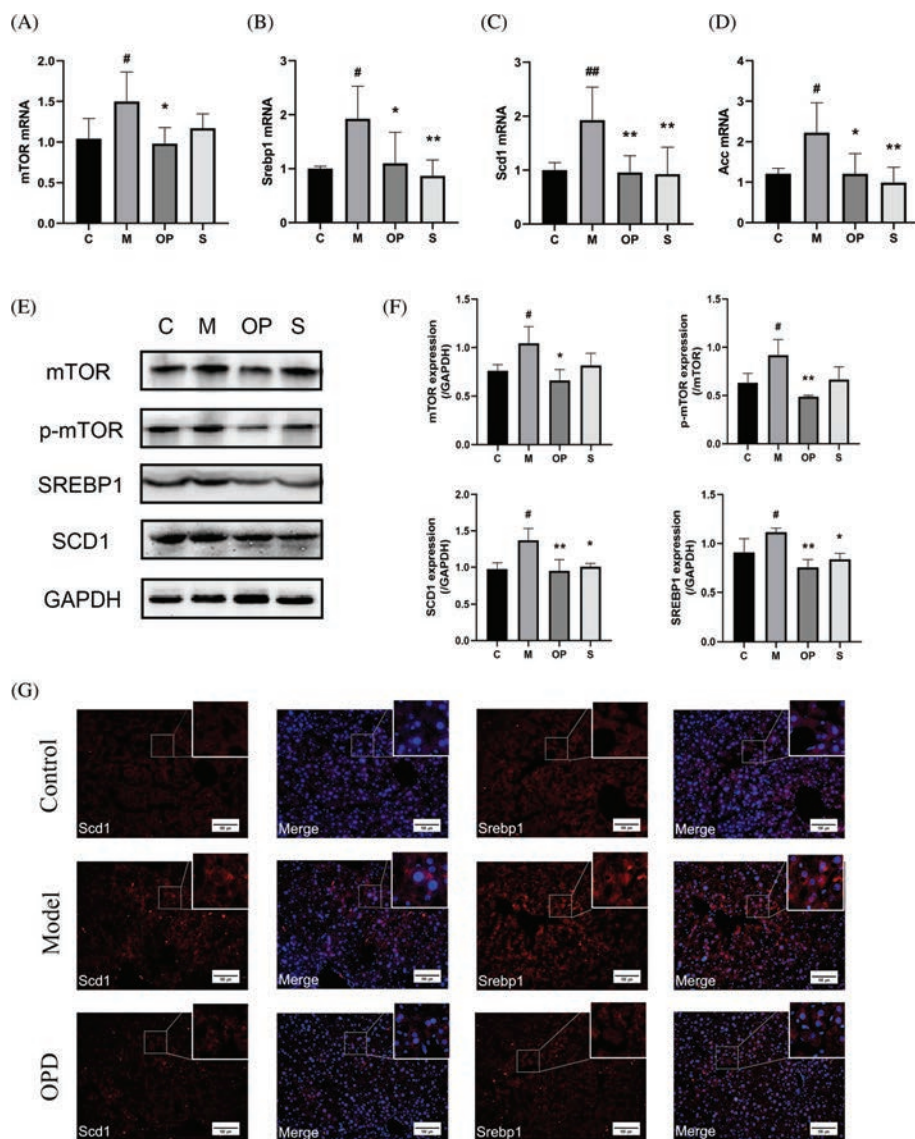 (A)
mTOR mRNA
2.0
1.5
1.0
0.5
0.0
#
*
C M OP S
(B)
Srebp1 mRNA
3
2
1
0
#
*
**
C M OP S
(C)
Scd1 mRNA
3
2
1
0
##
**
**
C M OP S
(D)
Acc mRNA
4
3
2
1
0
#
*
**
C M OP S
(E)
C M OP S
mTOR
p-mTOR
SREBP1
SCD1
GAPDH
(F)
mTOR expression
(/GAPDH)
1.5
1.0
0.5
0.0
#
*
C M OP S
p-mTOR expression
(/mTOR)
1.5
1.0
0.5
0.0
#
**
C M OP S
SCD1 expression
(/GAPDH)
2.0
1.5
1.0
0.5
0.0
#
**
*
C M OP S
SREBP1 expression
(/GAPDH)
1.5
1.0
0.5
0.0
#
**
*
C M OP S
(G)
Control
Scd1
Merge
Srebp1
Merge
Model
Scd1
Merge
Srebp1
Merge
OPD
Scd1
Merge
Srebp1
Merge